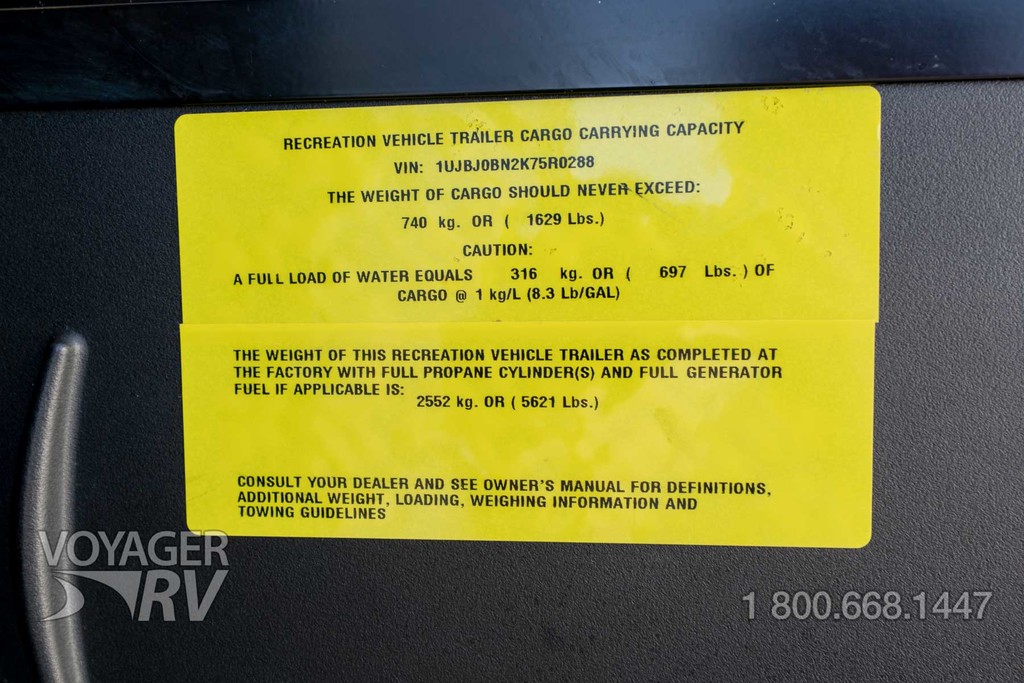 RECREATION VEHICLE TRAILER CARGO CARRYING CAPACITY
VIN: 1UJBJ0BN2K75R0288
THE WEIGHT OF CARGO SHOULD NEVER EXCEED:
740 kg. OR ( 1629 Lbs.)
CAUTION:
A FULL LOAD OF WATER EQUALS 316 kg. OR ( 697 Lbs. ) OF
CARGO @ 1 kg/L (8.3 Lb/GAL)
THE WEIGHT OF THIS RECREATION VEHICLE TRAILER AS COMPLETED AT
THE FACTORY WITH FULL PROPANE CYLINDER(S) AND FULL GENERATOR
FUEL IF APPLICABLE IS:
2552 kg. OR ( 5621 Lbs.)
CONSULT YOUR DEALER AND SEE OWNER'S MANUAL FOR DEFINITIONS,
ADDITIONAL WEIGHT, LOADING, WEIGHING INFORMATION AND
TOWING GUIDELINES
VOYAGER
RV
1 800.668.1447